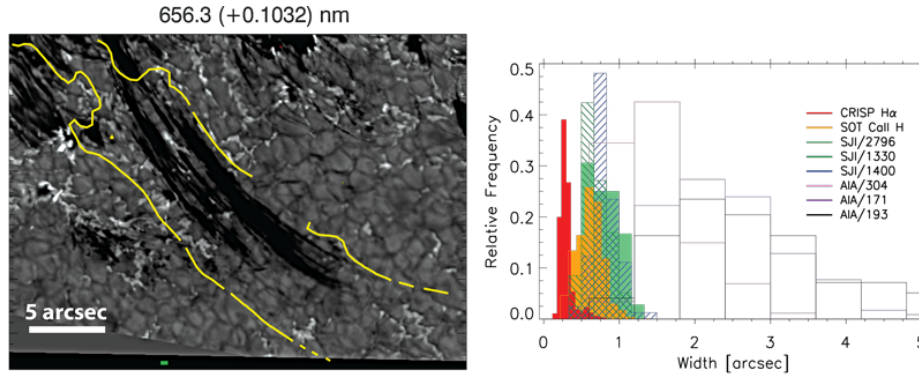 656.3 (+0.1032) nm
5 arcsec
0.5
0.4
0.3
0.2
0.1
0.0
Relative Frequency
0 1 2 3 4 5
Width [arcsec]
CRISP Hα
SOT CaII H
SJI/2796
SJI/1330
SJI/1400
AIA/304
AIA/171
AIA/193